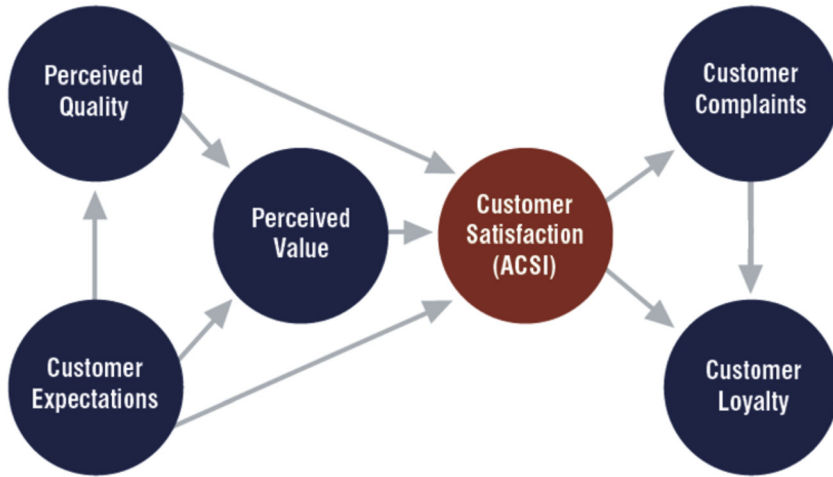 Perceived
Quality
Customer
Complaints
Perceived
Value
Customer
Satisfaction
(ACSI)
Customer
Expectations
Customer
Loyalty